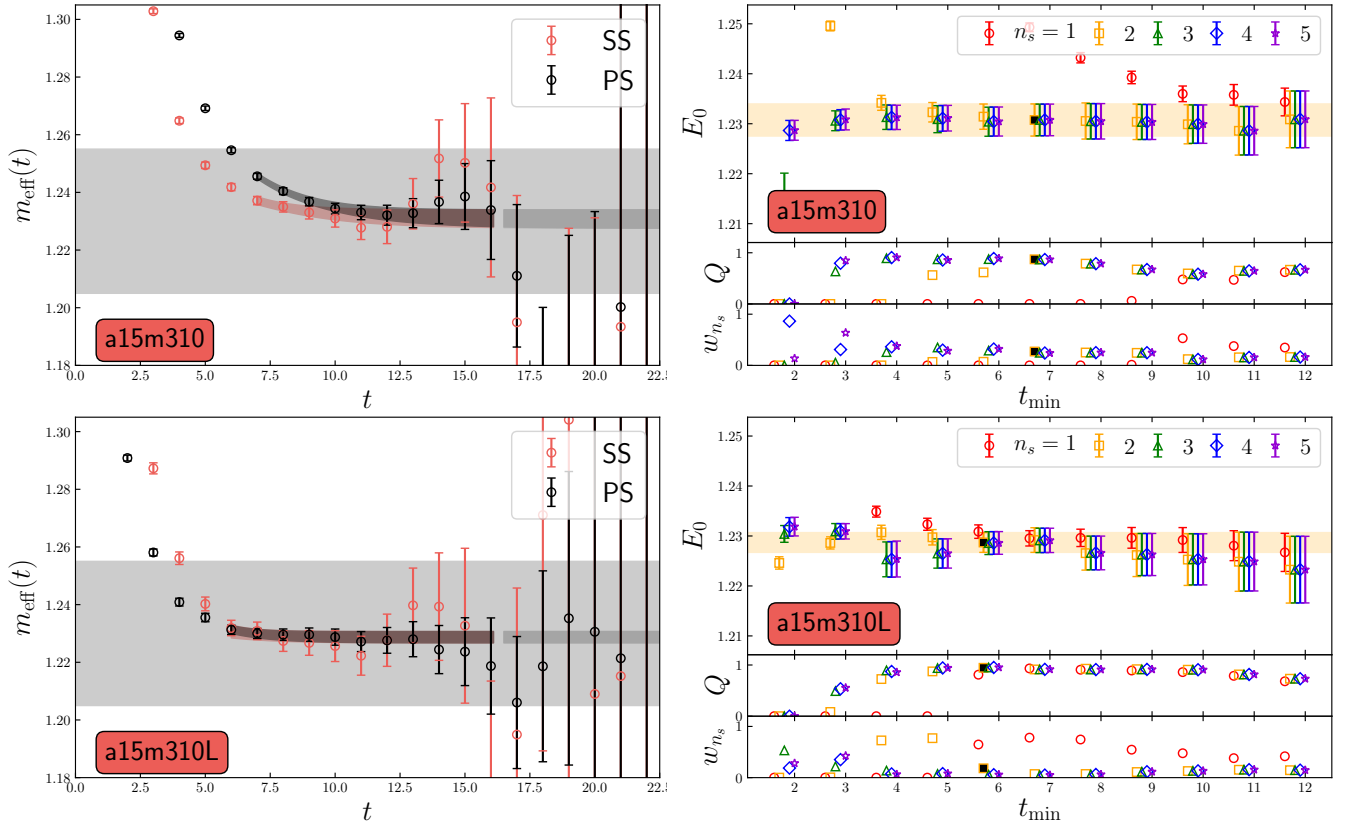 1.30
1.28
1.26
1.24
1.22
1.20
1.18
m_eff(t)
SS
PS
a15m310
0.0 2.5 5.0 7.5 10.0 12.5 15.0 17.5 20.0 22.5
t
1.25
1.24
1.23
1.22
1.21
E_0
n_s = 1 2 3 4 5
a15m310
1
0
Q
1
0
w_{n_s}
2 3 4 5 6 7 8 9 10 11 12
t_min
1.30
1.28
1.26
1.24
1.22
1.20
1.18
m_eff(t)
SS
PS
a15m310L
0.0 2.5 5.0 7.5 10.0 12.5 15.0 17.5 20.0 22.5
t
1.25
1.24
1.23
1.22
1.21
E_0
n_s = 1 2 3 4 5
a15m310L
1
0
Q
1
0
w_{n_s}
2 3 4 5 6 7 8 9 10 11 12
t_min